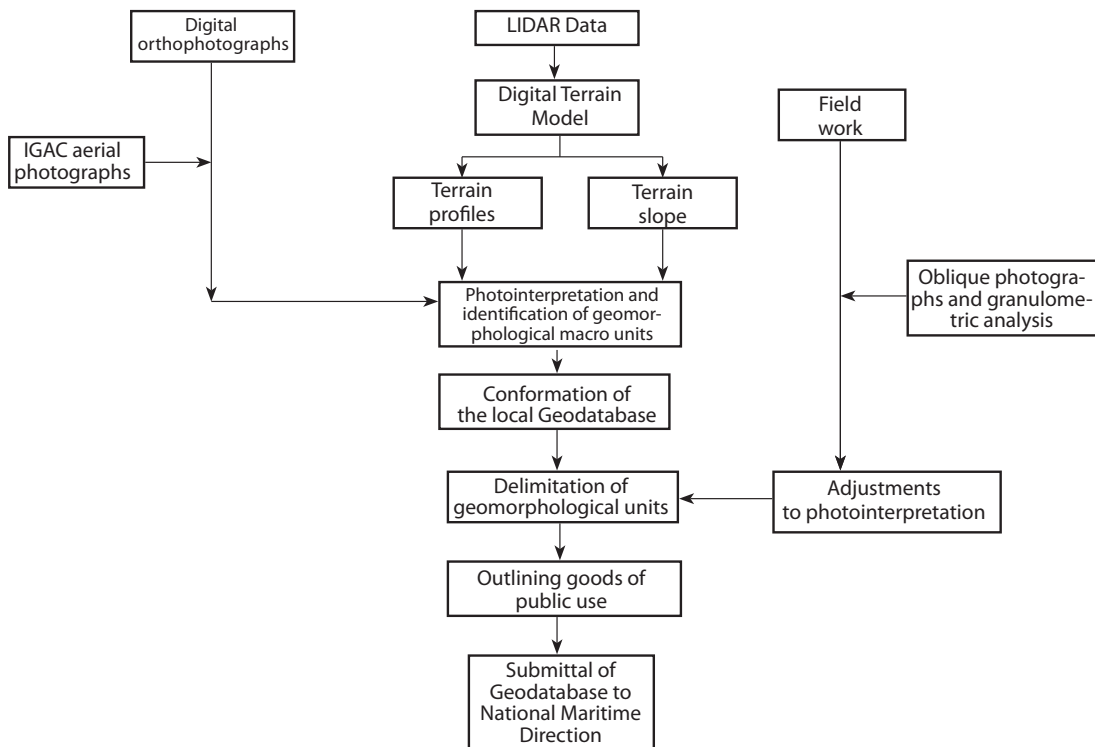 Digital
orthophotographs
LIDAR Data
Digital Terrain
Model
Field
work
IGAC aerial
photographs
Terrain
profiles
Terrain
slope
Oblique photogra-
phs and granulome-
tric analysis
Photointerpretation and
identification of geomor-
phological macro units
Conformation of
the local Geodatabase
Delimitation of
geomorphological units
Adjustments
to photointerpretation
Outlining goods of
public use
Submittal of
Geodatabase to
National Maritime
Direction